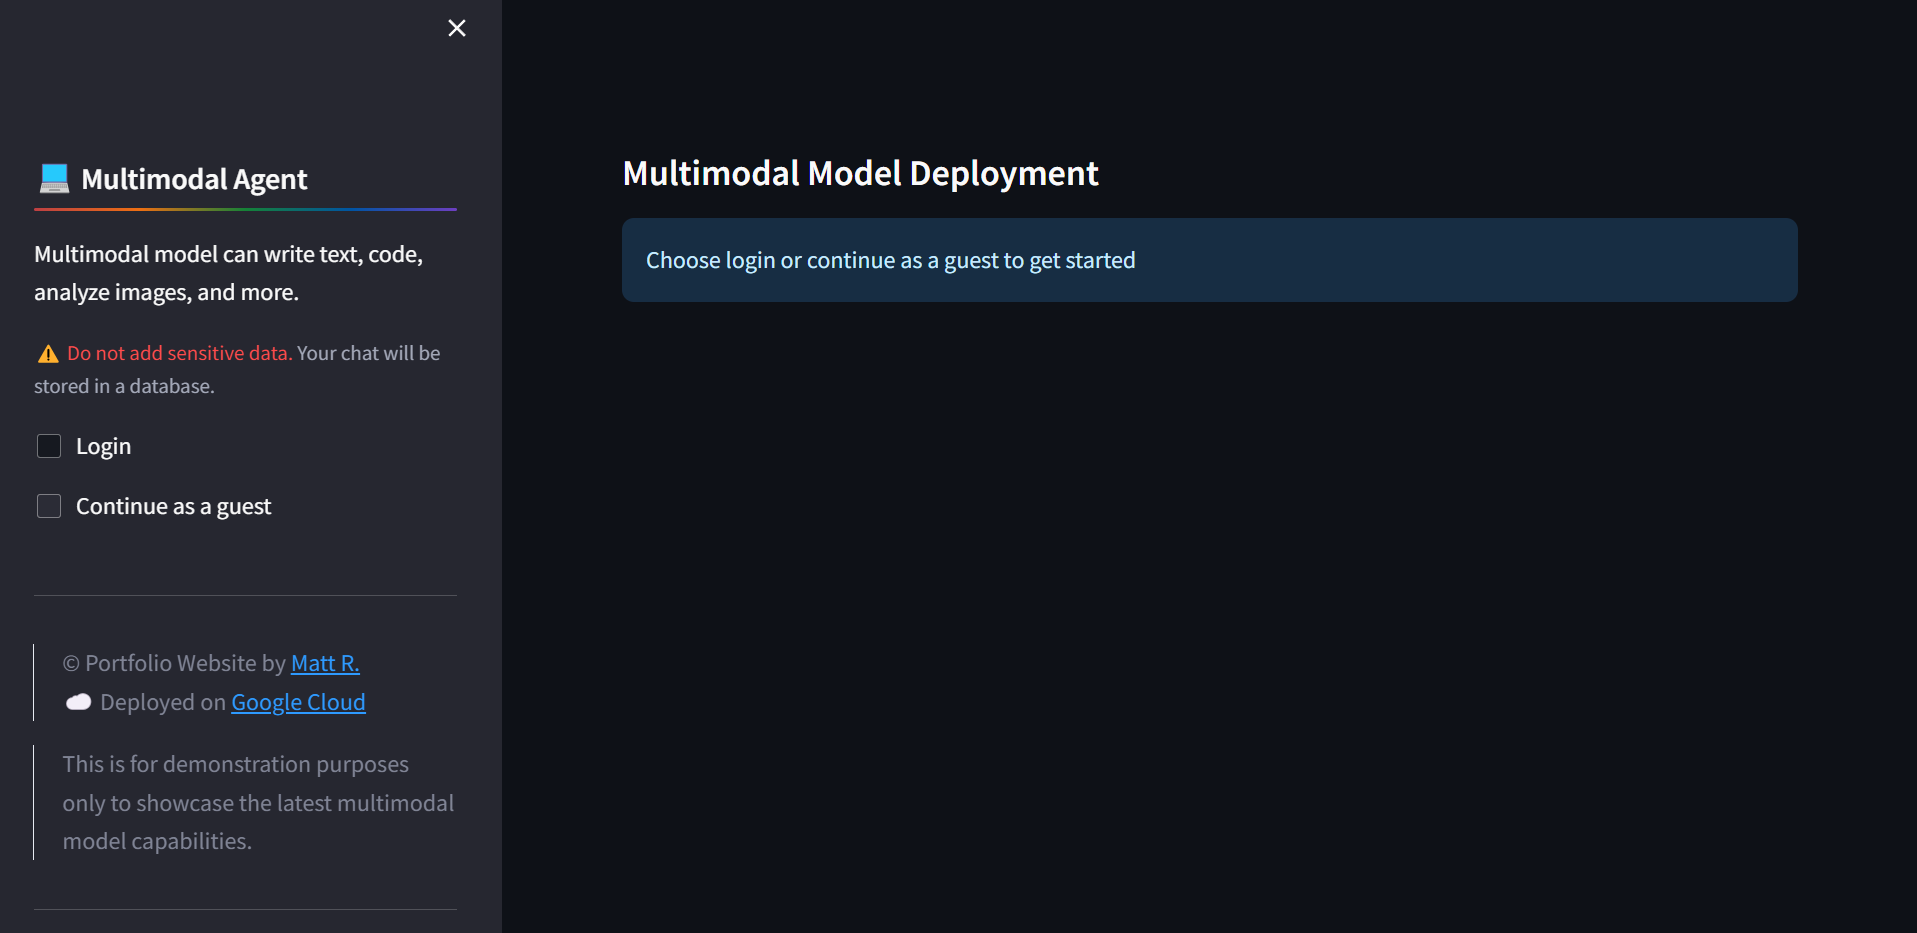 💻 Multimodal Agent
Multimodal model can write text, code,
analyze images, and more.
⚠️ Do not add sensitive data. Your chat will be
stored in a database.
Login
Continue as a guest
© Portfolio Website by Matt R.
☁️ Deployed on Google Cloud
This is for demonstration purposes
only to showcase the latest multimodal
model capabilities.
Multimodal Model Deployment
Choose login or continue as a guest to get started